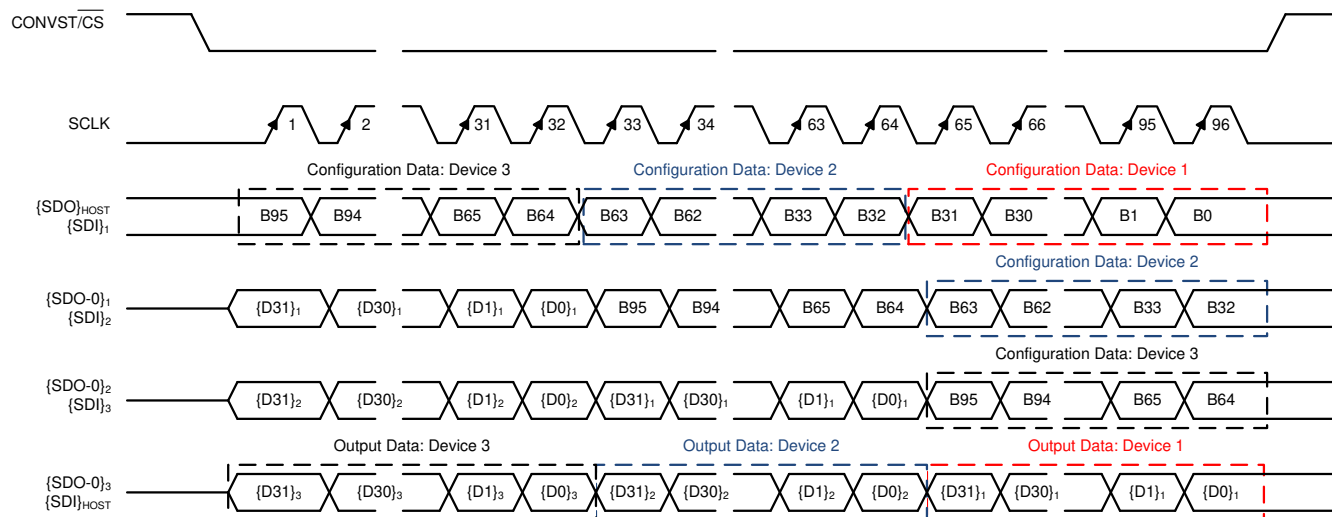 CONVST/CS
SCLK 1 2 31 32 33 34 63 64 65 66 95 96
Configuration Data: Device 3 Configuration Data: Device 2 Configuration Data: Device 1
{SDO}HOST
{SDI}1
B95 B94 B65 B64 B63 B62 B33 B32 B31 B30 B1 B0
Configuration Data: Device 2
{SDO-0}1
{SDI}2
{D31}1 {D30}1 {D1}1 {D0}1 B95 B94 B65 B64 B63 B62 B33 B32
Configuration Data: Device 3
{SDO-0}2
{SDI}3
{D31}2 {D30}2 {D1}2 {D0}2 {D31}1 {D30}1 {D1}1 {D0}1 B95 B94 B65 B64
Output Data: Device 3 Output Data: Device 2 Output Data: Device 1
{SDO-0}3
{SDI}HOST
{D31}3 {D30}3 {D1}3 {D0}3 {D31}2 {D30}2 {D1}2 {D0}2 {D31}1 {D30}1 {D1}1 {D0}1